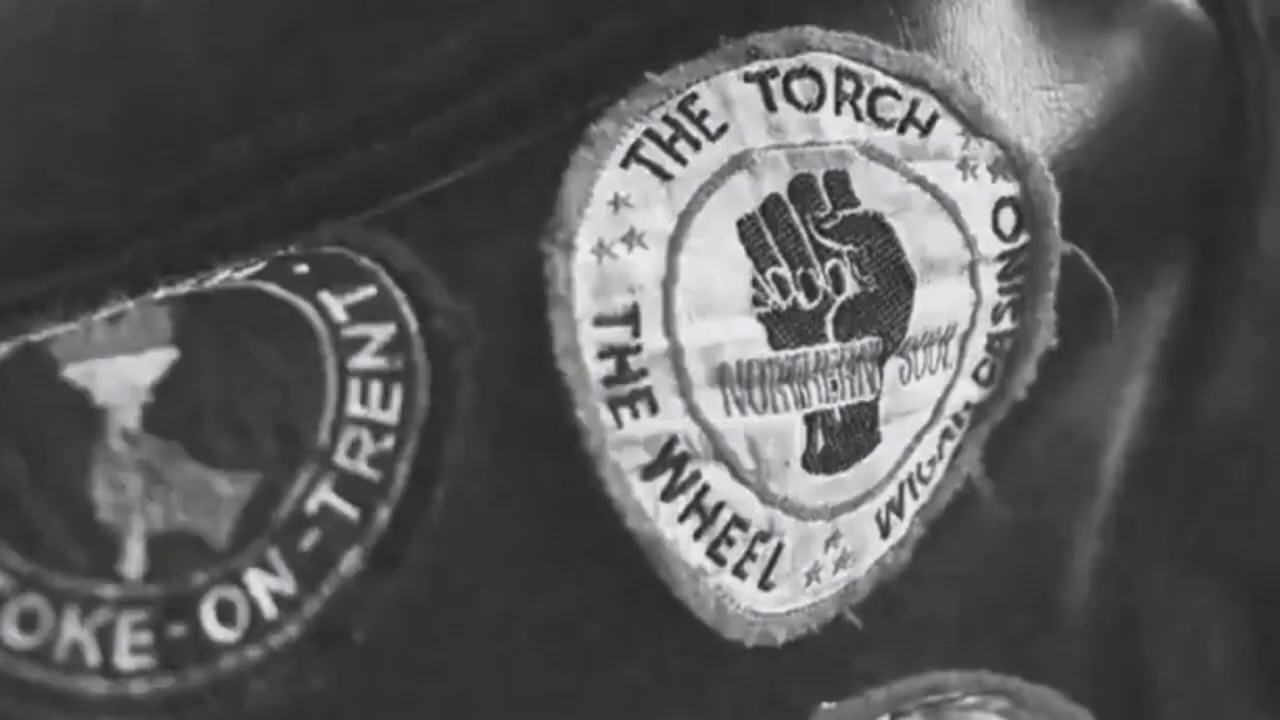 THE TORCH
WIGAN CASINO
THE WHEEL
NORTHERN SOUL
OKE-ON-TRENT